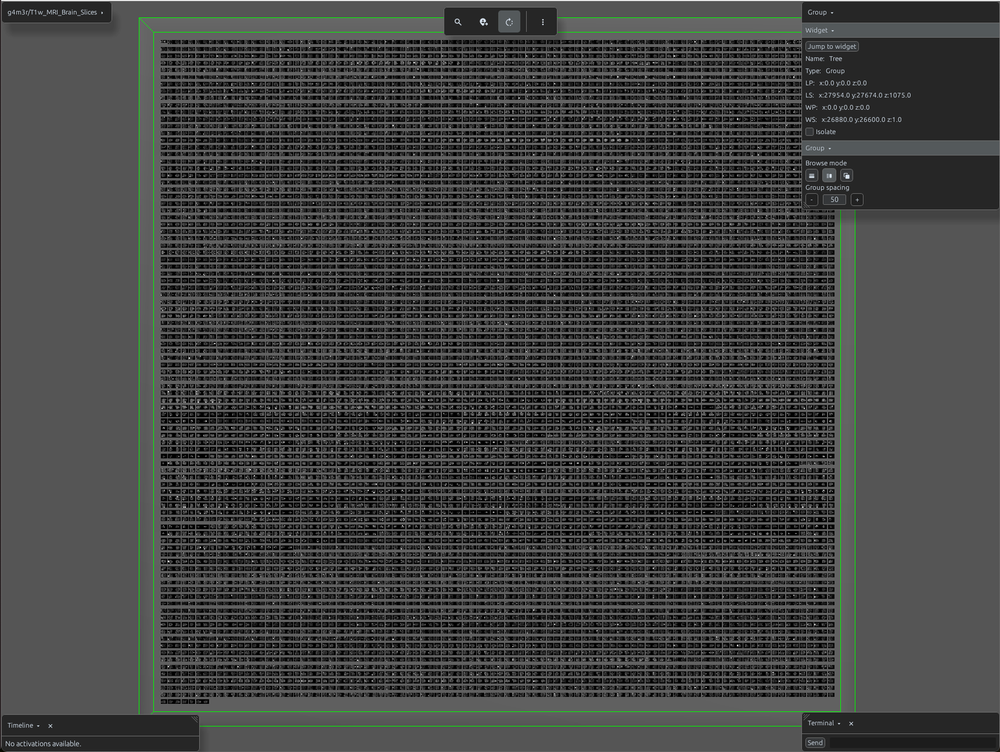 g4m3r/T1w_MRI_Brain_Slices
Group
Widget
Jump to widget
Name: Tree
Type: Group
LP: x:0.0 y:0.0 z:0.0
LS: x:27954.0 y:27674.0 z:1075.0
WP: x:0.0 y:0.0 z:0.0
WS: x:26880.0 y:26600.0 z:1.0
Isolate
Group
Browse mode
Group spacing
- 50 +
Timeline
No activations available.
Terminal
Send